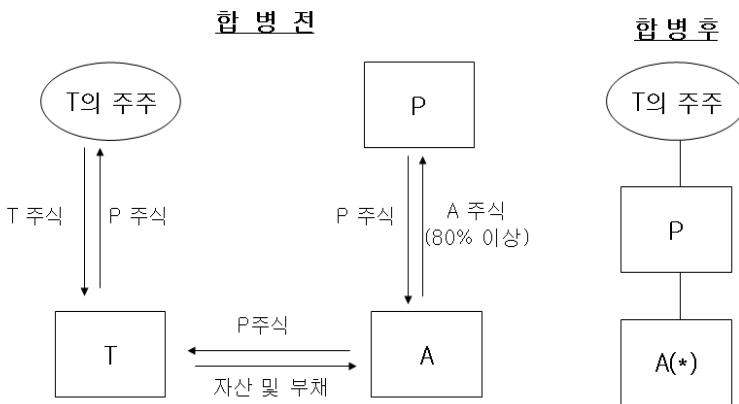 합 병 전
합 병 후
T의 주주
P
T의 주주
T 주식
P 주식
P 주식
A 주식
(80% 이상)
P
T
P주식
자산 및 부채
A
A(*)